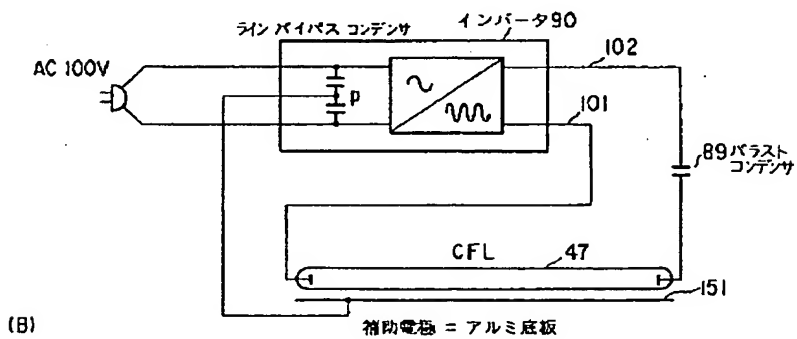 ライン バイパス コンデンサ
インバータ90
AC 100V
P
102
101
89バラスト
コンデンサ
CFL
47
151
(B)
補助電極 = アルミ底板